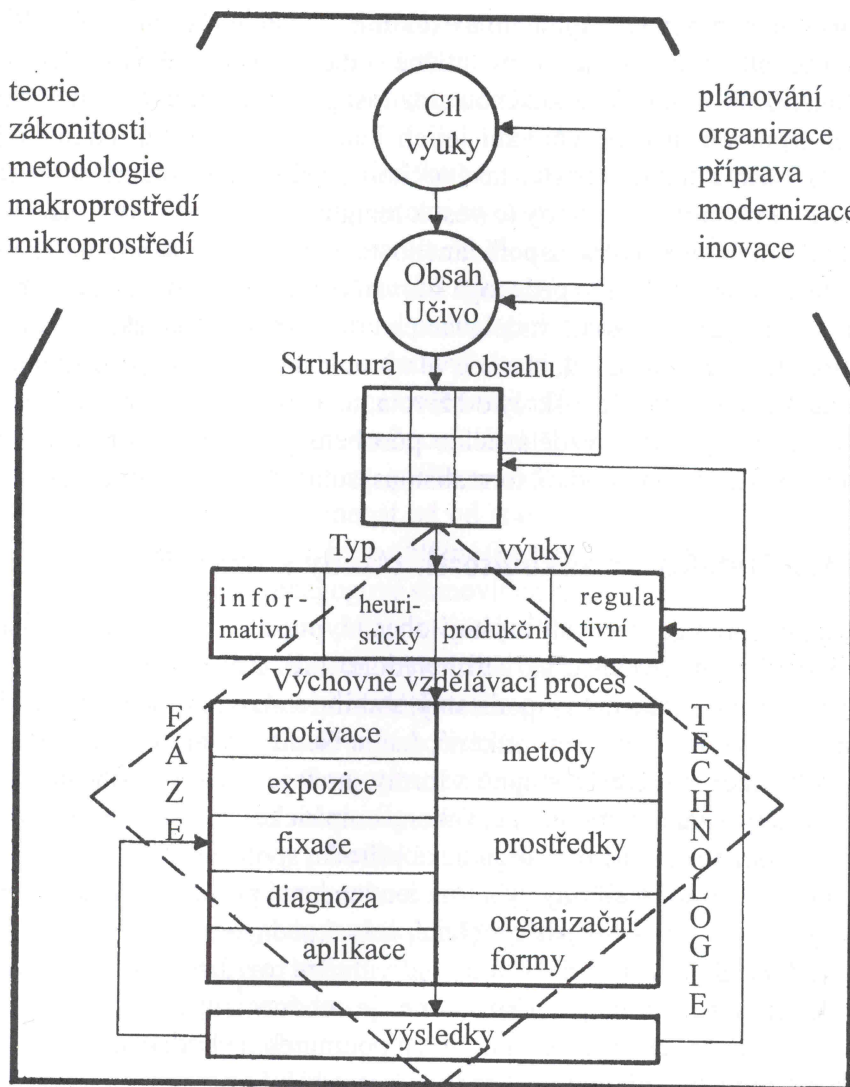 teorie
zákonitosti
metodologie
makroprostředí
mikroprostředí
Cíl
výuky
plánování
organizace
příprava
modernizace
inovace
Obsah
Učivo
Struktura obsahu
Typ výuky
infor-
mativní
heuri-
stický
produkční
regula-
tivní
Výchovně vzdělávací proces
FÁZE
motivace
expozice
fixace
diagnóza
aplikace
metody
prostředky
organizační
formy
TECHNOLOGIE
výsledky